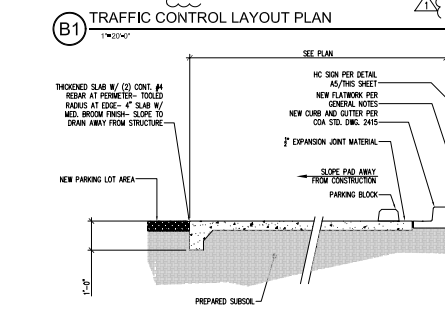 B1
TRAFFIC CONTROL LAYOUT PLAN
1"=20'-0"
1
SEE PLAN
THICKENED SLAB W/ (2) CONT. #4
REBAR AT PERIMETER- TOOLED
RADIUS AT EDGE- 4" SLAB W/
MED. BROOM FINISH- SLOPE TO
DRAIN AWAY FROM STRUCTURE
HC SIGN PER DETAIL
A5/THIS SHEET
NEW FLATWORK PER
GENERAL NOTES
NEW CURB AND GUTTER PER
COA STD. DWG. 2415
½" EXPANSION JOINT MATERIAL
SLOPE PAD AWAY
FROM CONSTRUCTION
PARKING BLOCK
NEW PARKING LOT AREA
1'-0"
PREPARED SUBSOIL